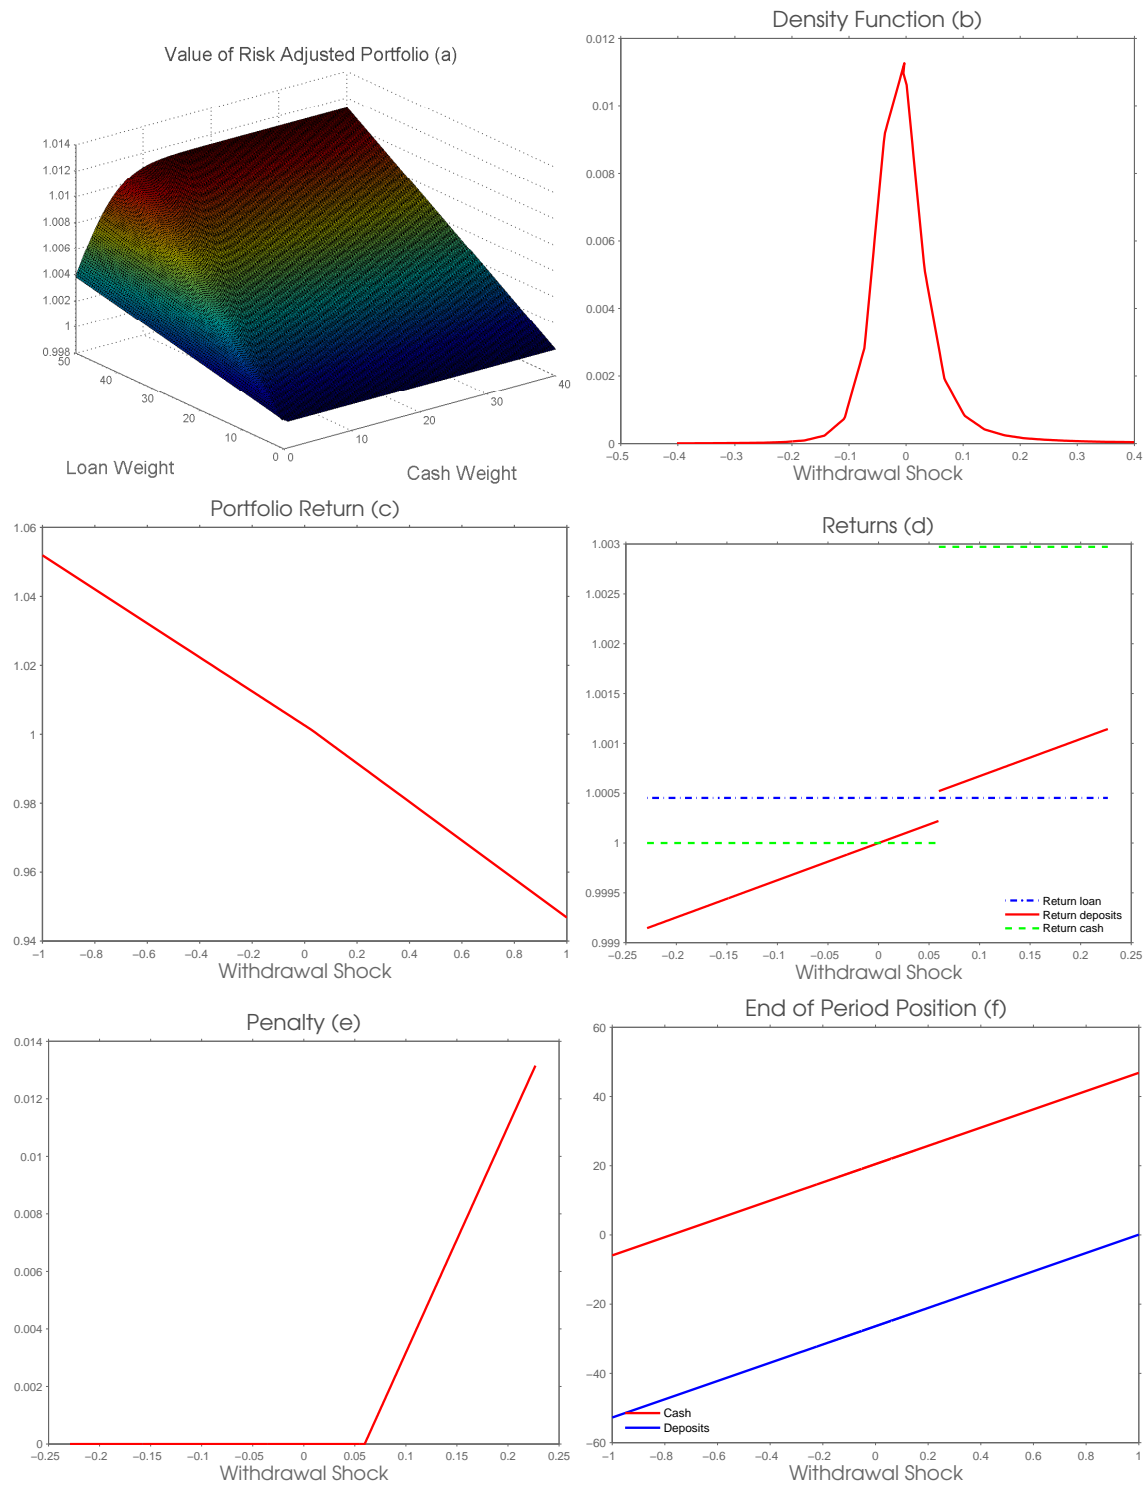 Value of Risk Adjusted Portfolio (a)
1.014
1.012
1.01
1.008
1.006
1.004
1.002
1
0.998
50
40
30
20
10
0 0
10
20
30
40
Loan Weight
Cash Weight
Density Function (b)
0.012
0.01
0.008
0.006
0.004
0.002
0
−0.5 −0.4 −0.3 −0.2 −0.1 0 0.1 0.2 0.3 0.4
Withdrawal Shock
Portfolio Return (c)
1.06
1.04
1.02
1
0.98
0.96
0.94
−1 −0.8 −0.6 −0.4 −0.2 0 0.2 0.4 0.6 0.8 1
Withdrawal Shock
Returns (d)
1.003
1.0025
1.002
1.0015
1.001
1.0005
1
0.9995
0.999
Return loan
Return deposits
Return cash
−0.25 −0.2 −0.15 −0.1 −0.05 0 0.05 0.1 0.15 0.2 0.25
Withdrawal Shock
Penalty (e)
0.014
0.012
0.01
0.008
0.006
0.004
0.002
0
−0.25 −0.2 −0.15 −0.1 −0.05 0 0.05 0.1 0.15 0.2 0.25
Withdrawal Shock
End of Period Position (f)
60
40
20
0
−20
−40
−60
Cash
Deposits
−1 −0.8 −0.6 −0.4 −0.2 0 0.2 0.4 0.6 0.8 1
Withdrawal Shock